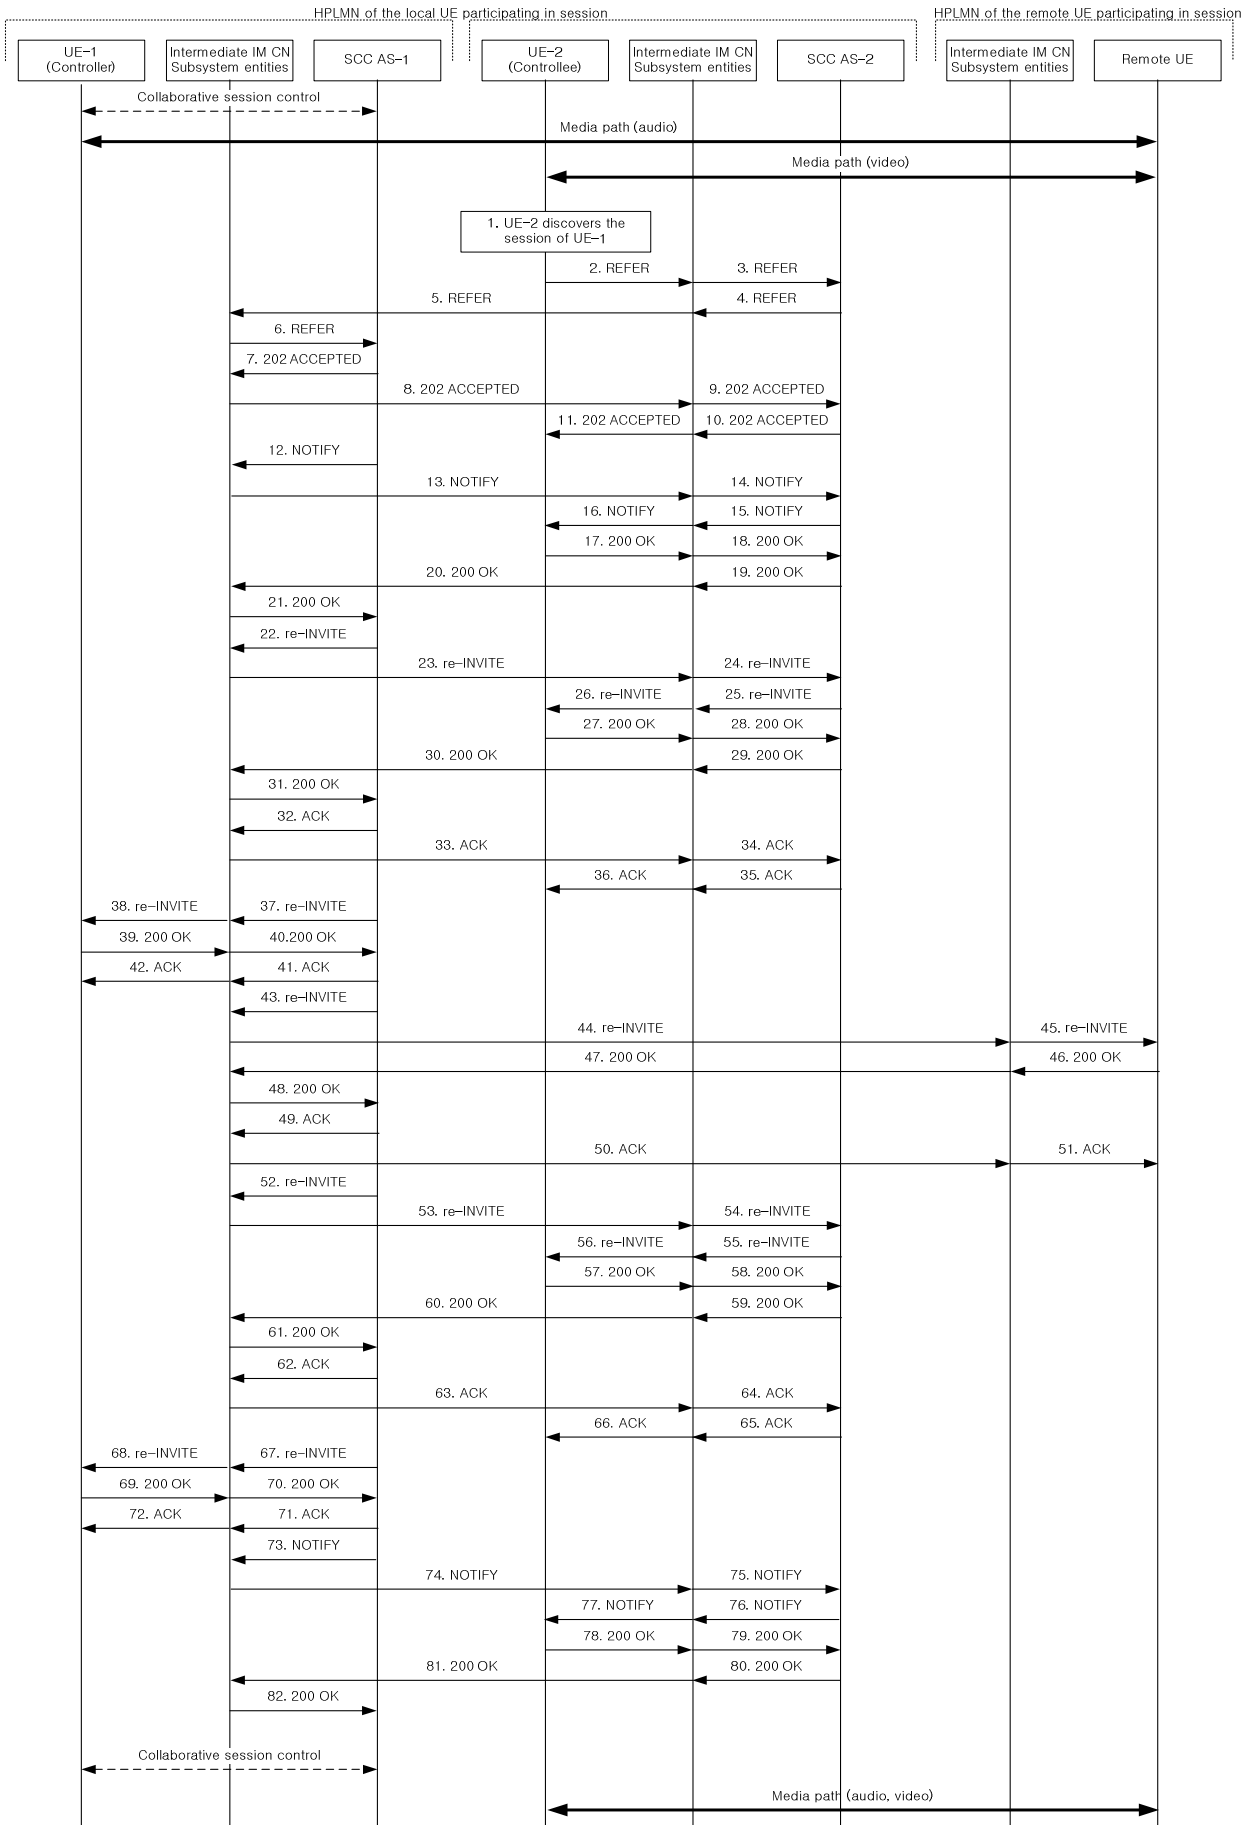 HPLMN of the local UE participating in session
HPLMN of the remote UE participating in session
UE-1
(Controller)
Intermediate IM CN
Subsystem entities
SCC AS-1
UE-2
(Controllee)
Intermediate IM CN
Subsystem entities
SCC AS-2
Intermediate IM CN
Subsystem entities
Remote UE
Collaborative session control
Media path (audio)
Media path (video)
1. UE-2 discovers the
session of UE-1
2. REFER
3. REFER
5. REFER
4. REFER
6. REFER
7. 202 ACCEPTED
8. 202 ACCEPTED
9. 202 ACCEPTED
11. 202 ACCEPTED
10. 202 ACCEPTED
12. NOTIFY
13. NOTIFY
14. NOTIFY
16. NOTIFY
15. NOTIFY
17. 200 OK
18. 200 OK
20. 200 OK
19. 200 OK
21. 200 OK
22. re-INVITE
23. re-INVITE
24. re-INVITE
26. re-INVITE
25. re-INVITE
27. 200 OK
28. 200 OK
30. 200 OK
29. 200 OK
31. 200 OK
32. ACK
33. ACK
34. ACK
36. ACK
35. ACK
38. re-INVITE
37. re-INVITE
39. 200 OK
40.200 OK
42. ACK
41. ACK
43. re-INVITE
44. re-INVITE
45. re-INVITE
47. 200 OK
46. 200 OK
48. 200 OK
49. ACK
50. ACK
51. ACK
52. re-INVITE
53. re-INVITE
54. re-INVITE
56. re-INVITE
55. re-INVITE
57. 200 OK
58. 200 OK
60. 200 OK
59. 200 OK
61. 200 OK
62. ACK
63. ACK
64. ACK
66. ACK
65. ACK
68. re-INVITE
67. re-INVITE
69. 200 OK
70. 200 OK
72. ACK
71. ACK
73. NOTIFY
74. NOTIFY
75. NOTIFY
77. NOTIFY
76. NOTIFY
78. 200 OK
79. 200 OK
81. 200 OK
80. 200 OK
82. 200 OK
Collaborative session control
Media path (audio, video)